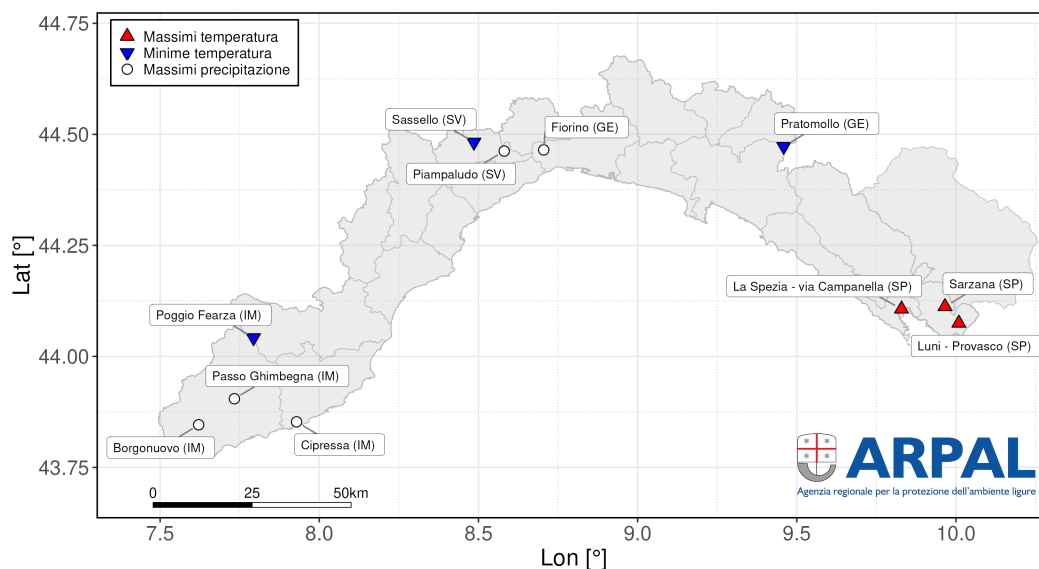 44.75
44.50
44.25
44.00
43.75
Lat [°]
Massimi temperatura
Minime temperatura
Massimi precipitazione
Sassello (SV)
Fiorino (GE)
Pratomollo (GE)
Piampaludo (SV)
La Spezia - via Campanella (SP)
Sarzana (SP)
Poggio Fearza (IM)
Luni - Provasco (SP)
Passo Ghimbegna (IM)
Borgonuovo (IM)
Cipressa (IM)
ARPAL
Agenzia regionale per la protezione dell'ambiente ligure
0 25 50km
7.5 8.0 8.5 9.0 9.5 10.0
Lon [°]